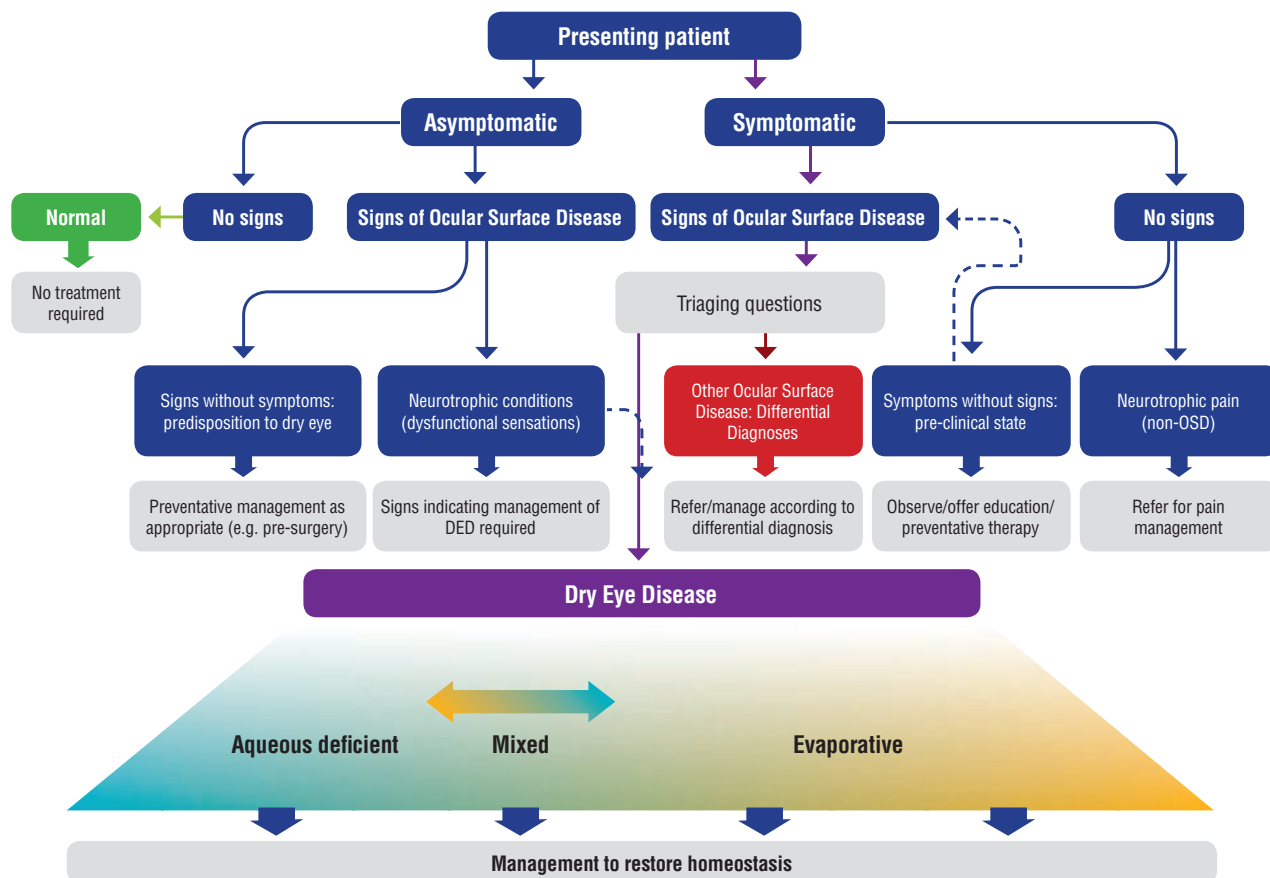 Presenting patient
Asymptomatic
Symptomatic
Normal
No signs
Signs of Ocular Surface Disease
Signs of Ocular Surface Disease
No signs
No treatment
required
Triaging questions
Signs without symptoms:
predisposition to dry eye
Neurotrophic conditions
(dysfunctional sensations)
Other Ocular Surface
Disease: Differential
Diagnoses
Symptoms without signs:
pre-clinical state
Neurotrophic pain
(non-OSD)
Preventative management as
appropriate (e.g. pre-surgery)
Signs indicating management of
DED required
Refer/manage according to
differential diagnosis
Observe/offer education/
preventative therapy
Refer for pain
management
Dry Eye Disease
Aqueous deficient
Mixed
Evaporative
Management to restore homeostasis